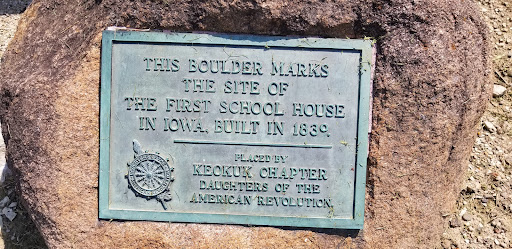 THIS BOULDER MARKS
THE SITE OF
THE FIRST SCHOOL HOUSE
IN IOWA, BUILT IN 1830.
PLACED BY
KEOKUK CHAPTER
DAUGHTERS OF THE
AMERICAN REVOLUTION.